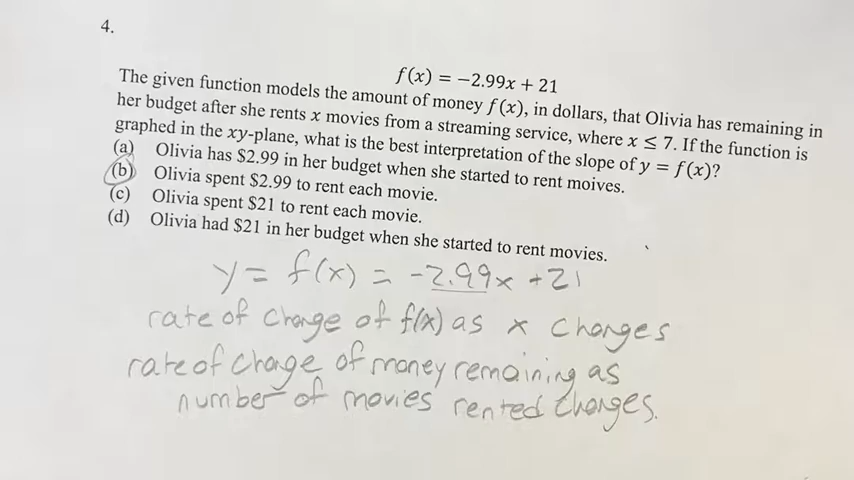 4.
f(x) = −2.99x + 21
The given function models the amount of money f(x), in dollars, that Olivia has remaining in
her budget after she rents x movies from a streaming service, where x ≤ 7. If the function is
graphed in the xy-plane, what is the best interpretation of the slope of y = f(x)?
(a) Olivia has $2.99 in her budget when she started to rent moives.
(b) Olivia spent $2.99 to rent each movie.
(c) Olivia spent $21 to rent each movie.
(d) Olivia had $21 in her budget when she started to rent movies.
y = f(x) = -2.99x +21
rate of change of f(x) as x changes
rate of change of money remaining as
number of movies rented changes.